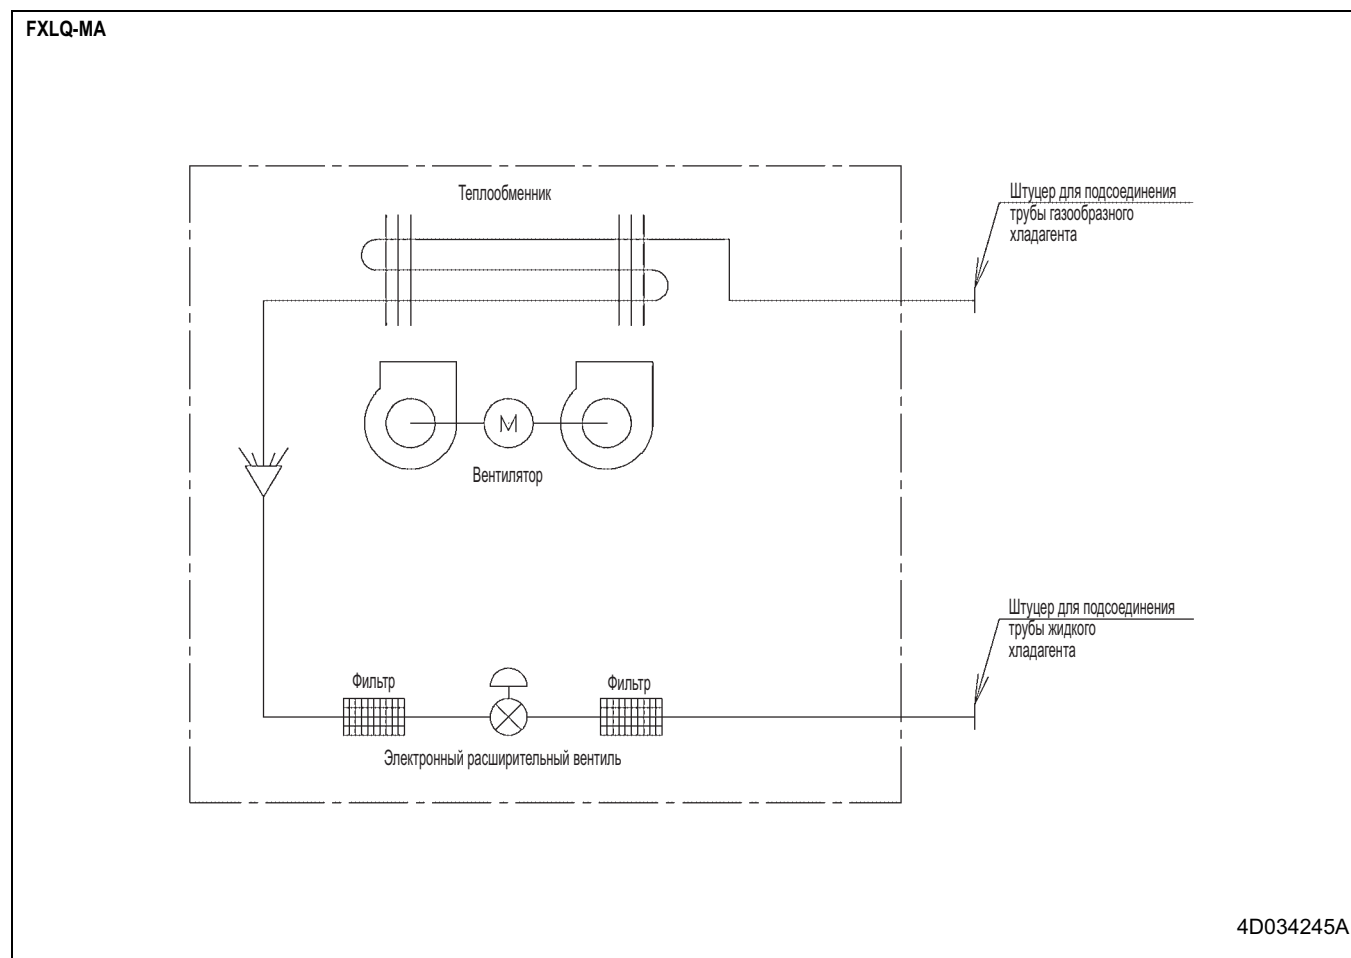 FXLQ-MA
Теплообменник
Штуцер для подсоединения
трубы газообразного
хладагента
M
Вентилятор
Штуцер для подсоединения
трубы жидкого
хладагента
Фильтр
Фильтр
Электронный расширительный вентиль
4D034245A